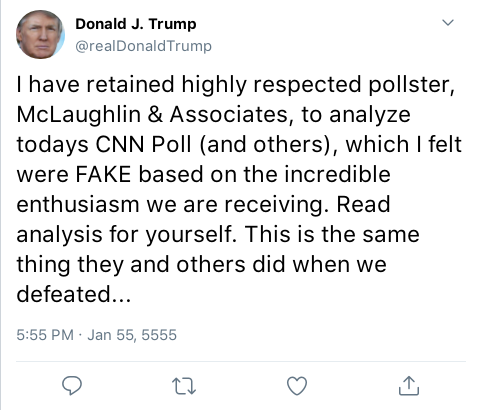 Donald J. Trump
@realDonaldTrump
I have retained highly respected pollster,
McLaughlin & Associates, to analyze
todays CNN Poll (and others), which I felt
were FAKE based on the incredible
enthusiasm we are receiving. Read
analysis for yourself. This is the same
thing they and others did when we
defeated...
5:55 PM · Jan 55, 5555